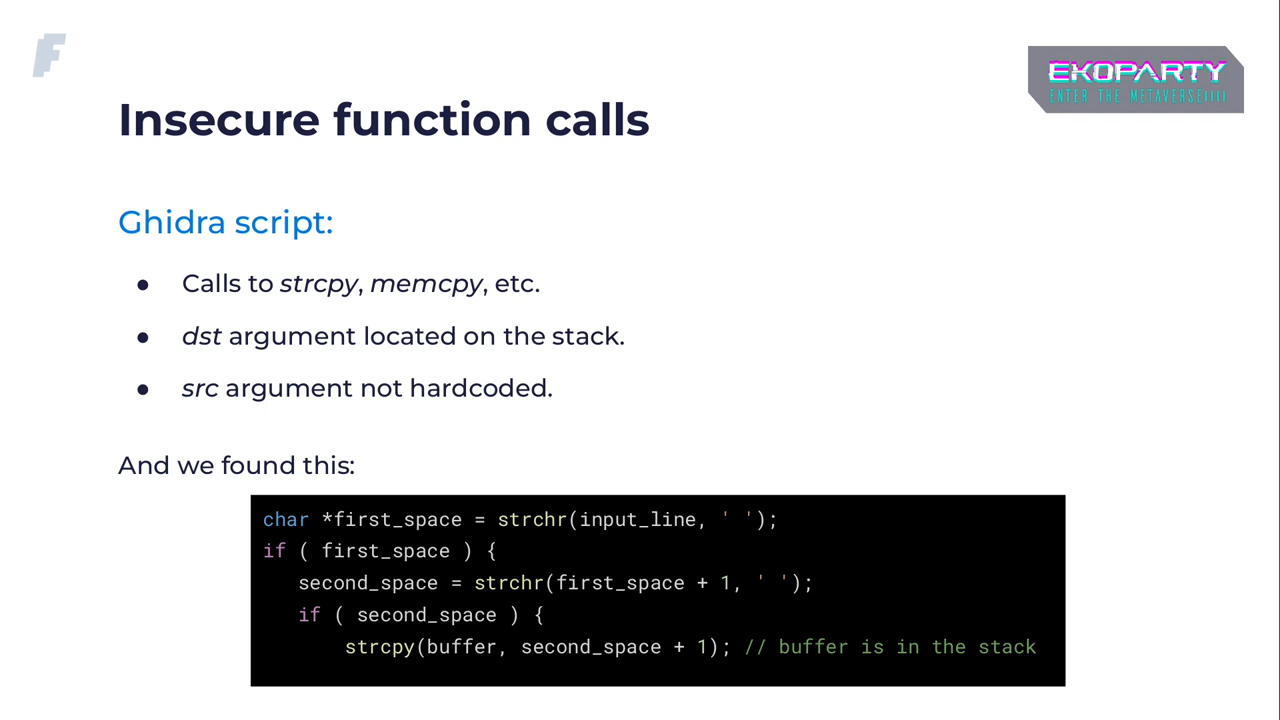 F
EKOPARTY
ENTER THE METAVERSE
Insecure function calls
Ghidra script:
● Calls to strcpy, memcpy, etc.
● dst argument located on the stack.
● src argument not hardcoded.
And we found this:
char *first_space = strchr(input_line, ' ');
if ( first_space ) {
second_space = strchr(first_space + 1, ' ');
if ( second_space ) {
strcpy(buffer, second_space + 1); // buffer is in the stack